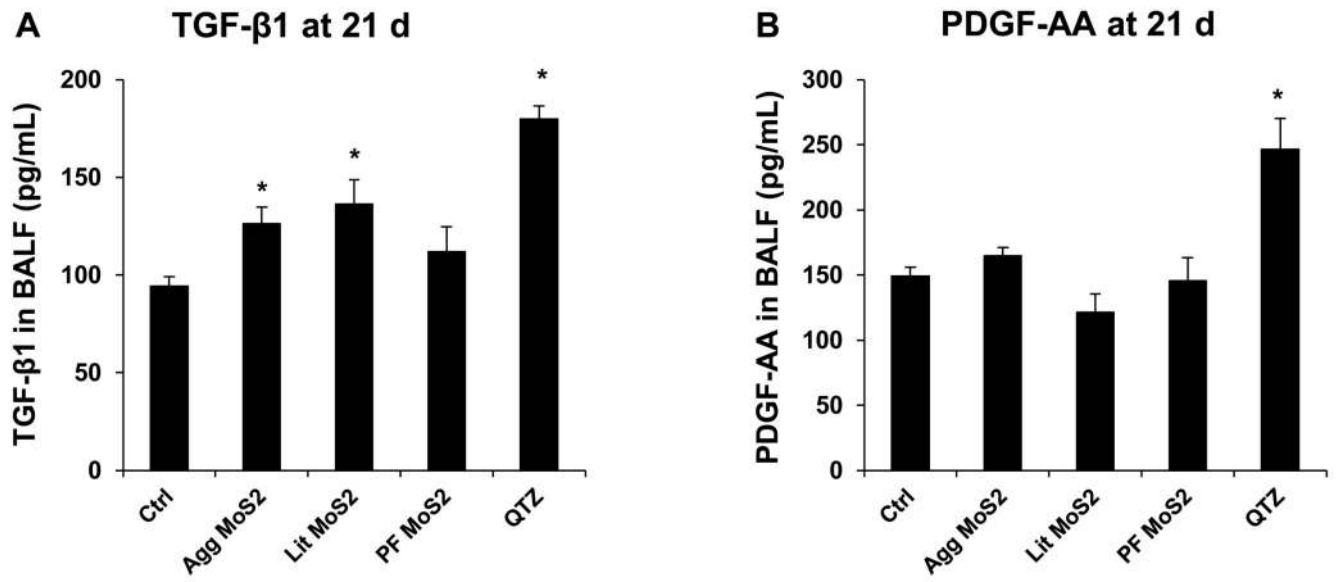 A
TGF-β1 at 21 d
TGF-β1 in BALF (pg/mL)
200
150
100
50
0
*
*
*
Ctrl
Agg MoS2
Lit MoS2
PF MoS2
QTZ
B
PDGF-AA at 21 d
PDGF-AA in BALF (pg/mL)
300
250
200
150
100
50
0
*
Ctrl
Agg MoS2
Lit MoS2
PF MoS2
QTZ